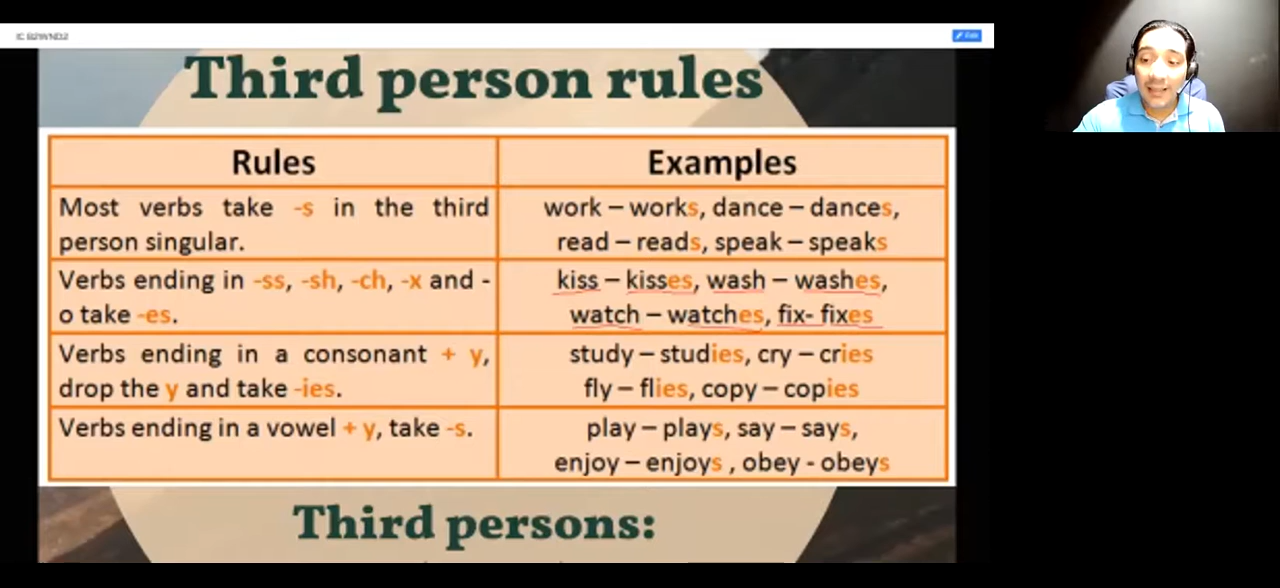 Edit
Third person rules
Rules
Examples
Most verbs take -s in the third
person singular.
work – works, dance – dances,
read – reads, speak – speaks
Verbs ending in -ss, -sh, -ch, -x and -
o take -es.
kiss – kisses, wash – washes,
watch – watches, fix- fixes
Verbs ending in a consonant + y,
drop the y and take -ies.
study – studies, cry – cries
fly – flies, copy – copies
Verbs ending in a vowel + y, take -s.
play – plays, say – says,
enjoy – enjoys , obey - obeys
Third persons: